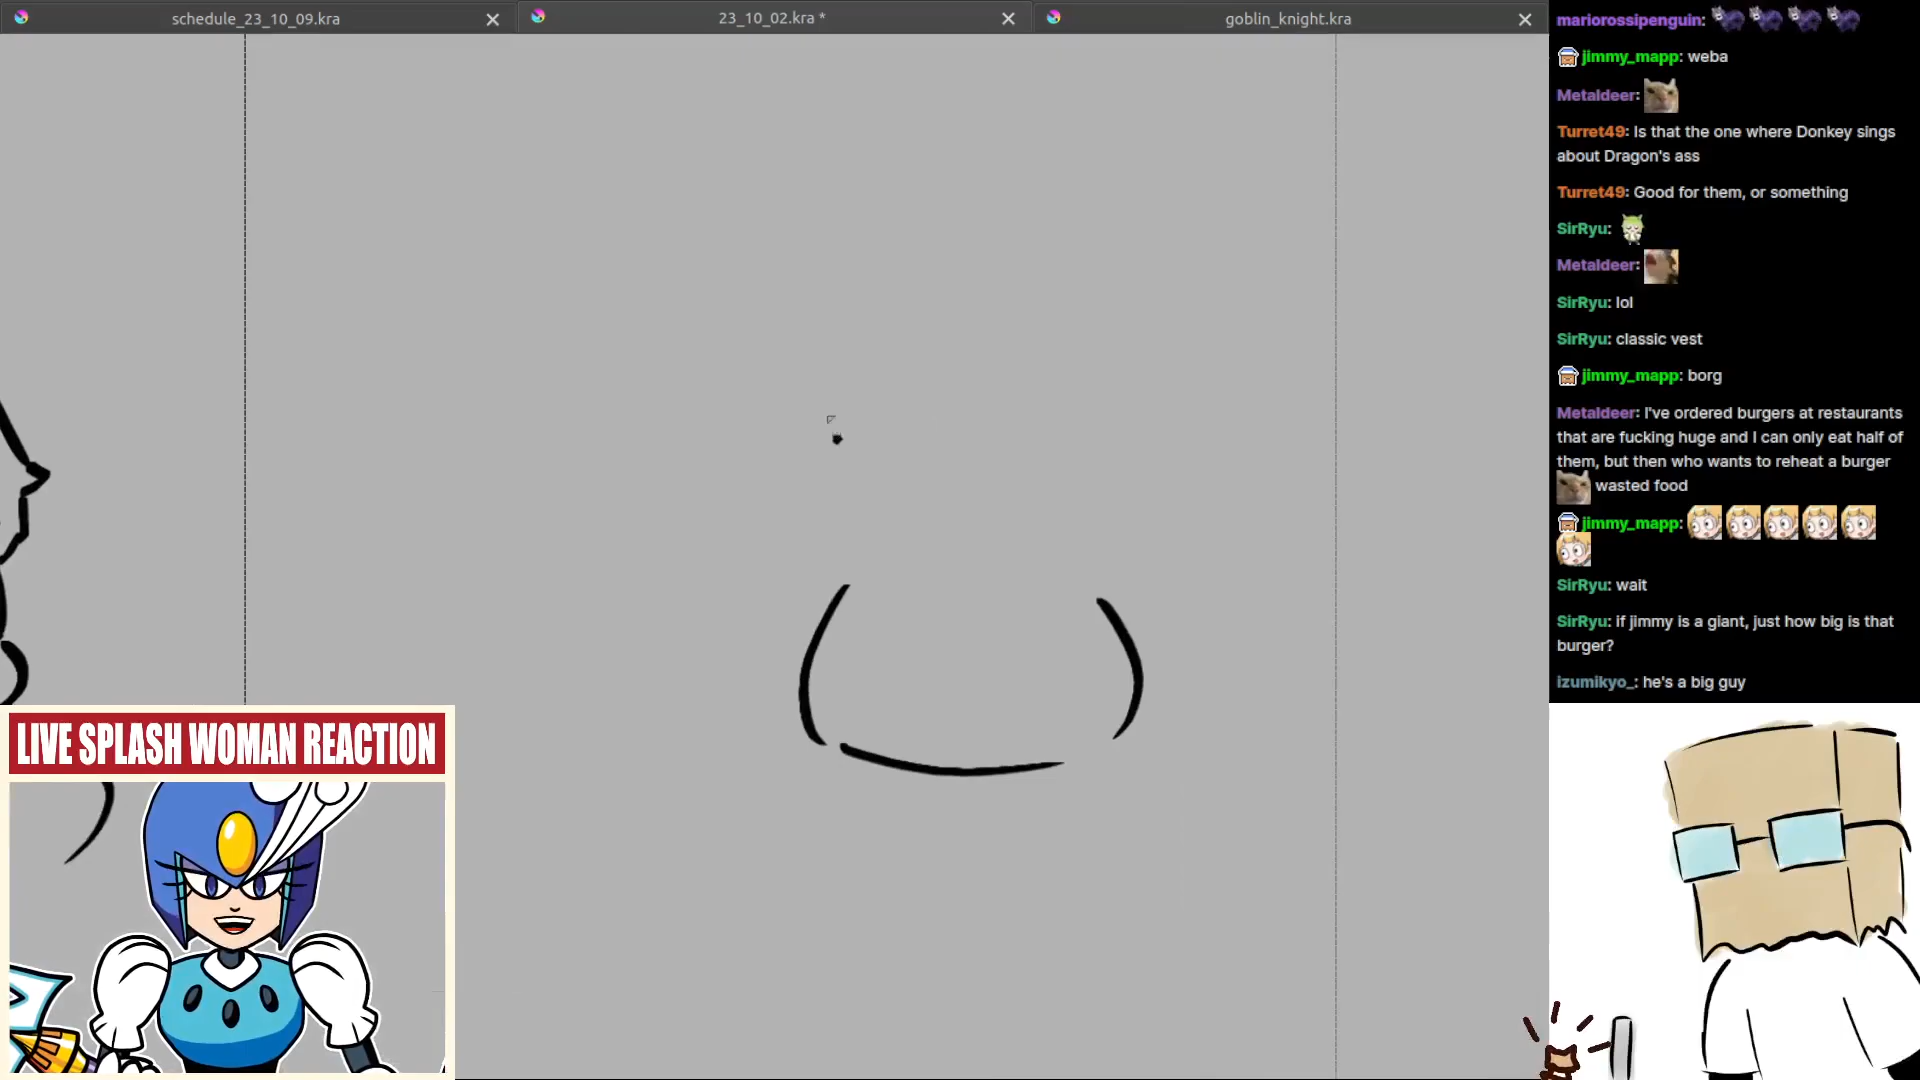 schedule_23_10_09.kra
23_10_02.kra *
goblin_knight.kra
mariorossipenguin:
jimmy_mapp: weba
Metaldeer:
Turret49: Is that the one where Donkey sings
about Dragon's ass
Turret49: Good for them, or something
SirRyu:
Metaldeer:
SirRyu: lol
SirRyu: classic vest
jimmy_mapp: borg
Metaldeer: I've ordered burgers at restaurants
that are fucking huge and I can only eat half of
them, but then who wants to reheat a burger
wasted food
jimmy_mapp:
SirRyu: wait
SirRyu: if jimmy is a giant, just how big is that
burger?
izumikyo_: he's a big guy
LIVE SPLASH WOMAN REACTION